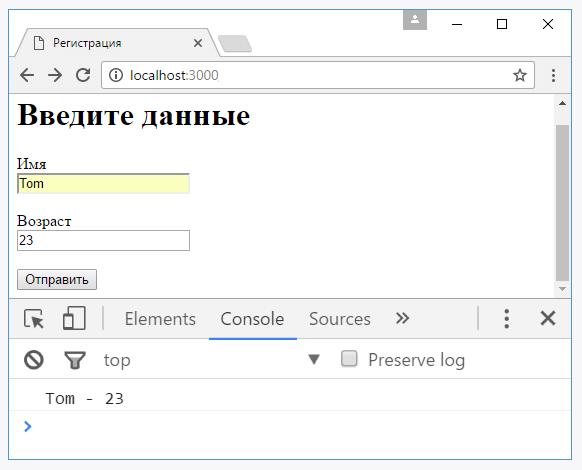 Регистрация
localhost:3000
Введите данные
Имя
Tom
Возраст
23
Отправить
Elements Console Sources
top Preserve log
Tom - 23